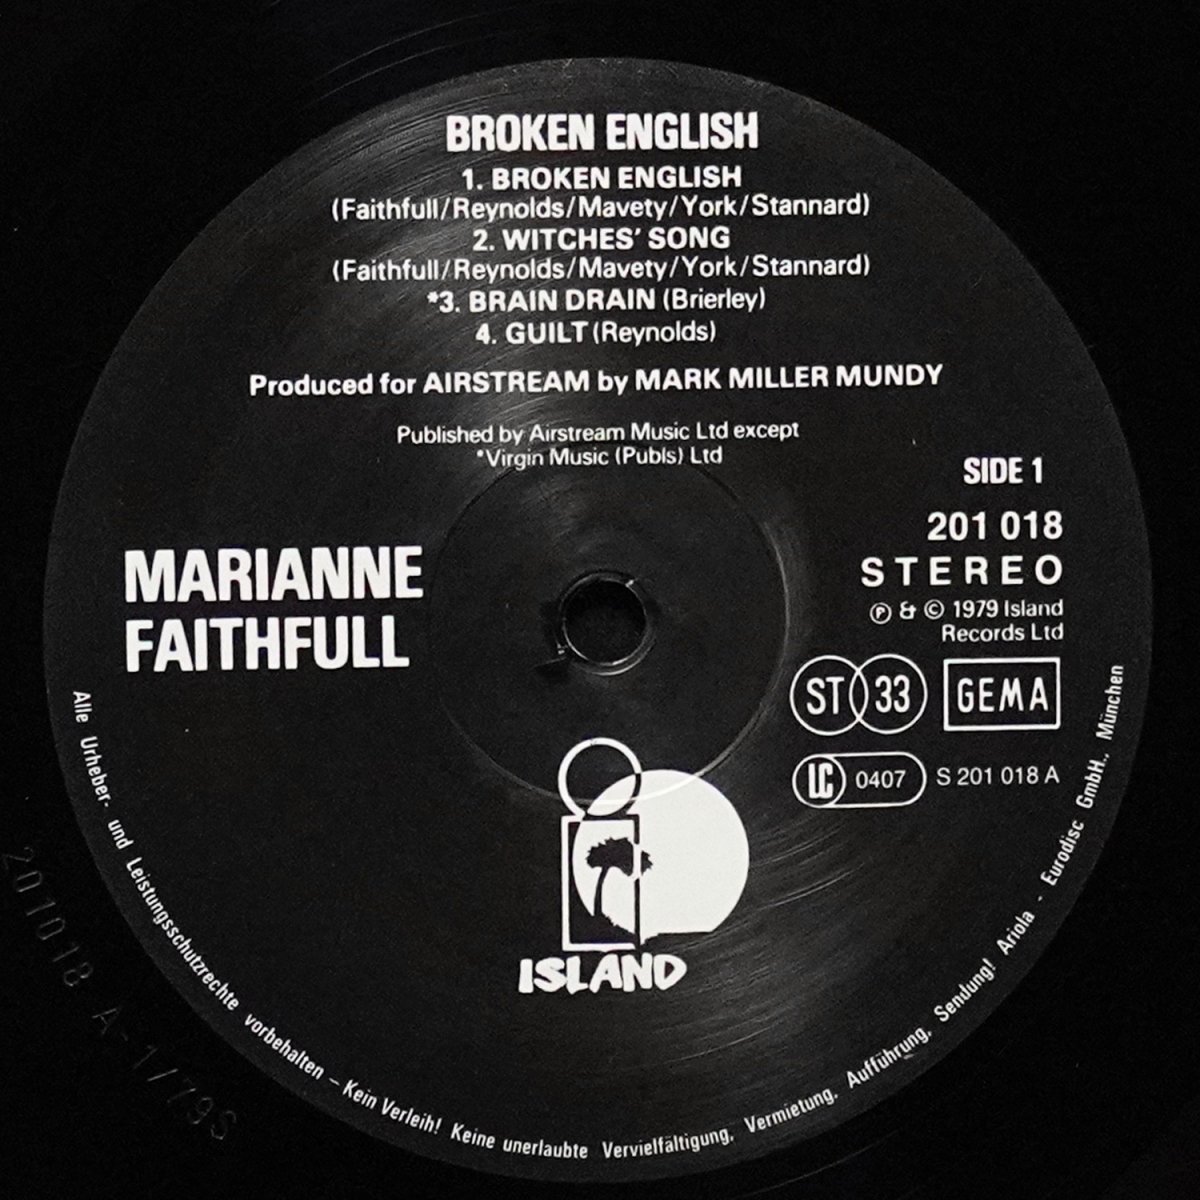 BROKEN ENGLISH
1. BROKEN ENGLISH
(Faithfull/Reynolds/Mavety/York/Stannard)
2. WITCHES' SONG
(Faithfull/Reynolds/Mavety/York/Stannard)
*3. BRAIN DRAIN (Brierley)
4. GUILT (Reynolds)
Produced for AIRSTREAM by MARK MILLER MUNDY
Published by Airstream Music Ltd except
*Virgin Music (Publs) Ltd
SIDE 1
201 018
STEREO
℗ & © 1979 Island
Records Ltd
MARIANNE
FAITHFULL
ST 33 GEMA
LC 0407 S 201 018 A
ISLAND
Alle Urheber- und Leistungsschutzrechte vorbehalten – Kein Verleih! Keine unerlaubte Vervielfältigung, Vermietung, Aufführung, Sendung! Ariola - Eurodisc GmbH., München
201018 A-1/79S